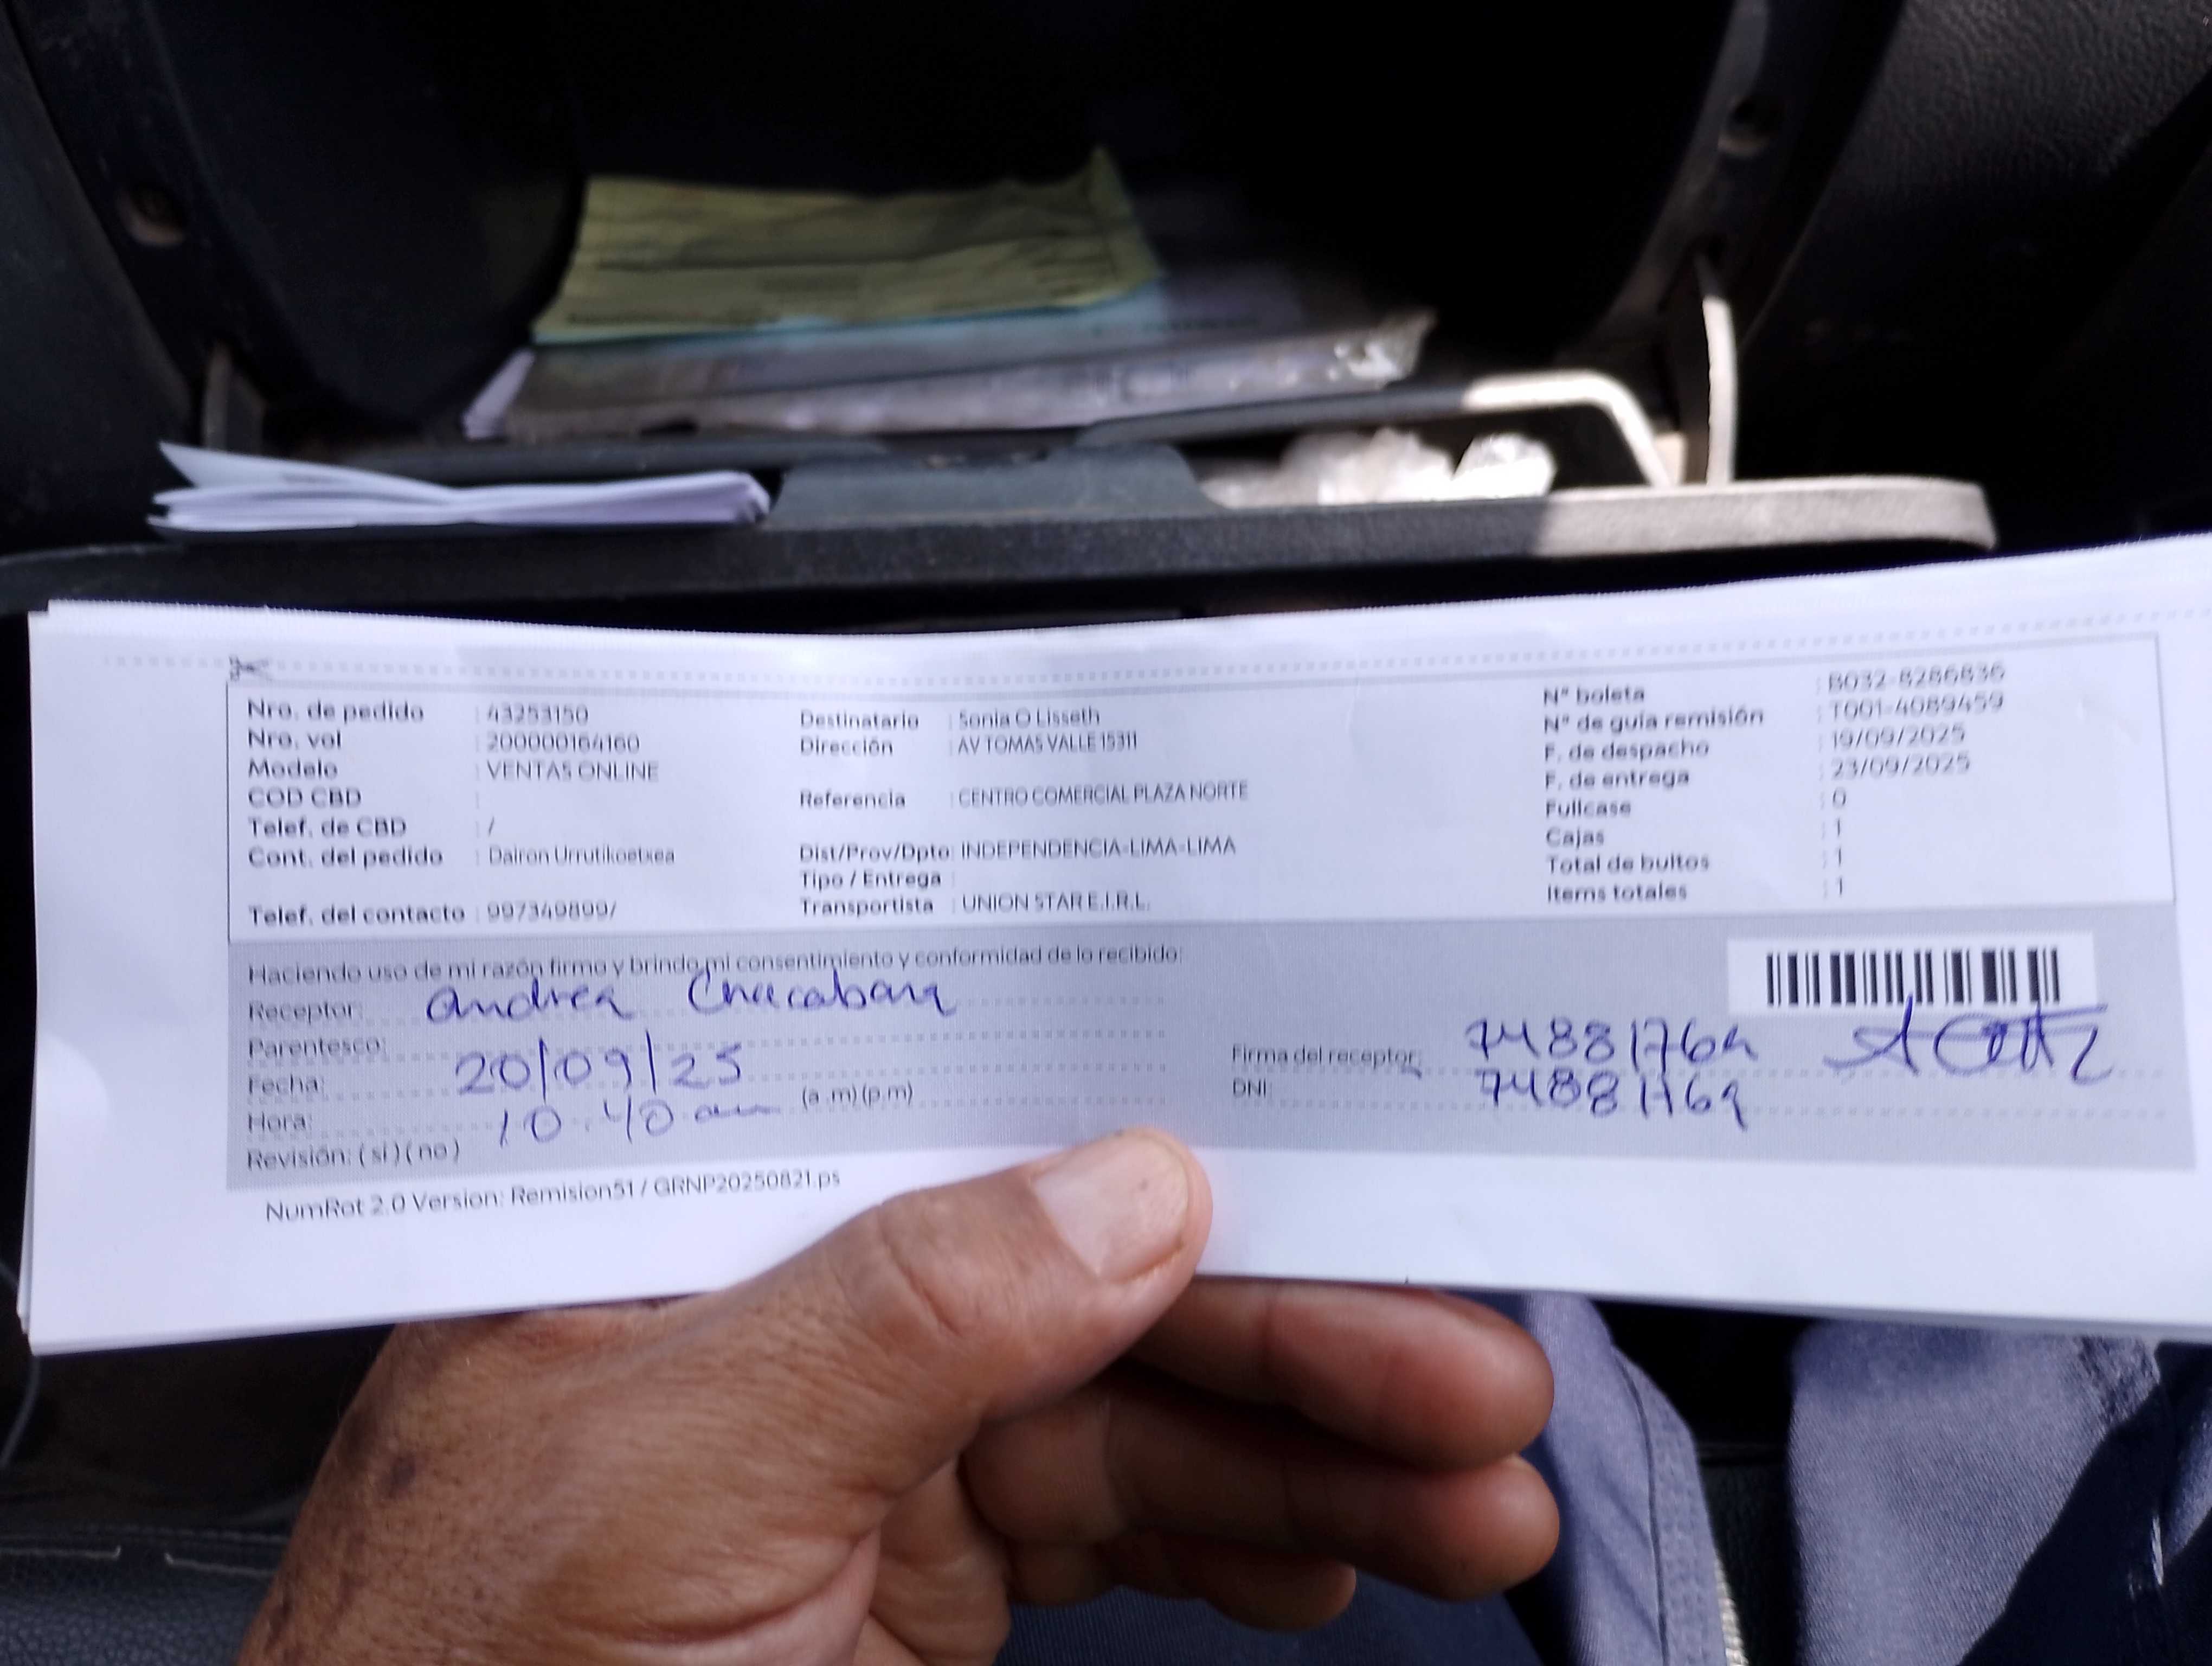 Nro. de pedido : 43253150
Nro. vol : 200000164160
Modelo : VENTAS ONLINE
COD CBD :
Telef. de CBD : /
Cont. del pedido : Dairon Urrutikoetxea
Telef. del contacto : 997349899/
Destinatario : Sonia O Lisseth
Dirección : AV TOMAS VALLE 15311
Referencia : CENTRO COMERCIAL PLAZA NORTE
Dist/Prov/Dpto: INDEPENDENCIA-LIMA-LIMA
Tipo / Entrega :
Transportista : UNION STAR E.I.R.L.
N° boleta : B032-8286836
N° de guía remisión : T001-4089459
F. de despacho : 19/09/2025
F. de entrega : 23/09/2025
Fullcase : 0
Cajas : 1
Total de bultos : 1
Items totales : 1
Haciendo uso de mi razón firmo y brindo mi consentimiento y conformidad de lo recibido:
Receptor: Andrea
Parentesco:
Fecha: 20/09/25
Hora: 10:40 am (a.m)(p.m)
Revisión: (si)(no)
Firma del receptor:
DNI: 74881769
NumRot 2.0 Version: Remision51 / GRNP20250821.ps